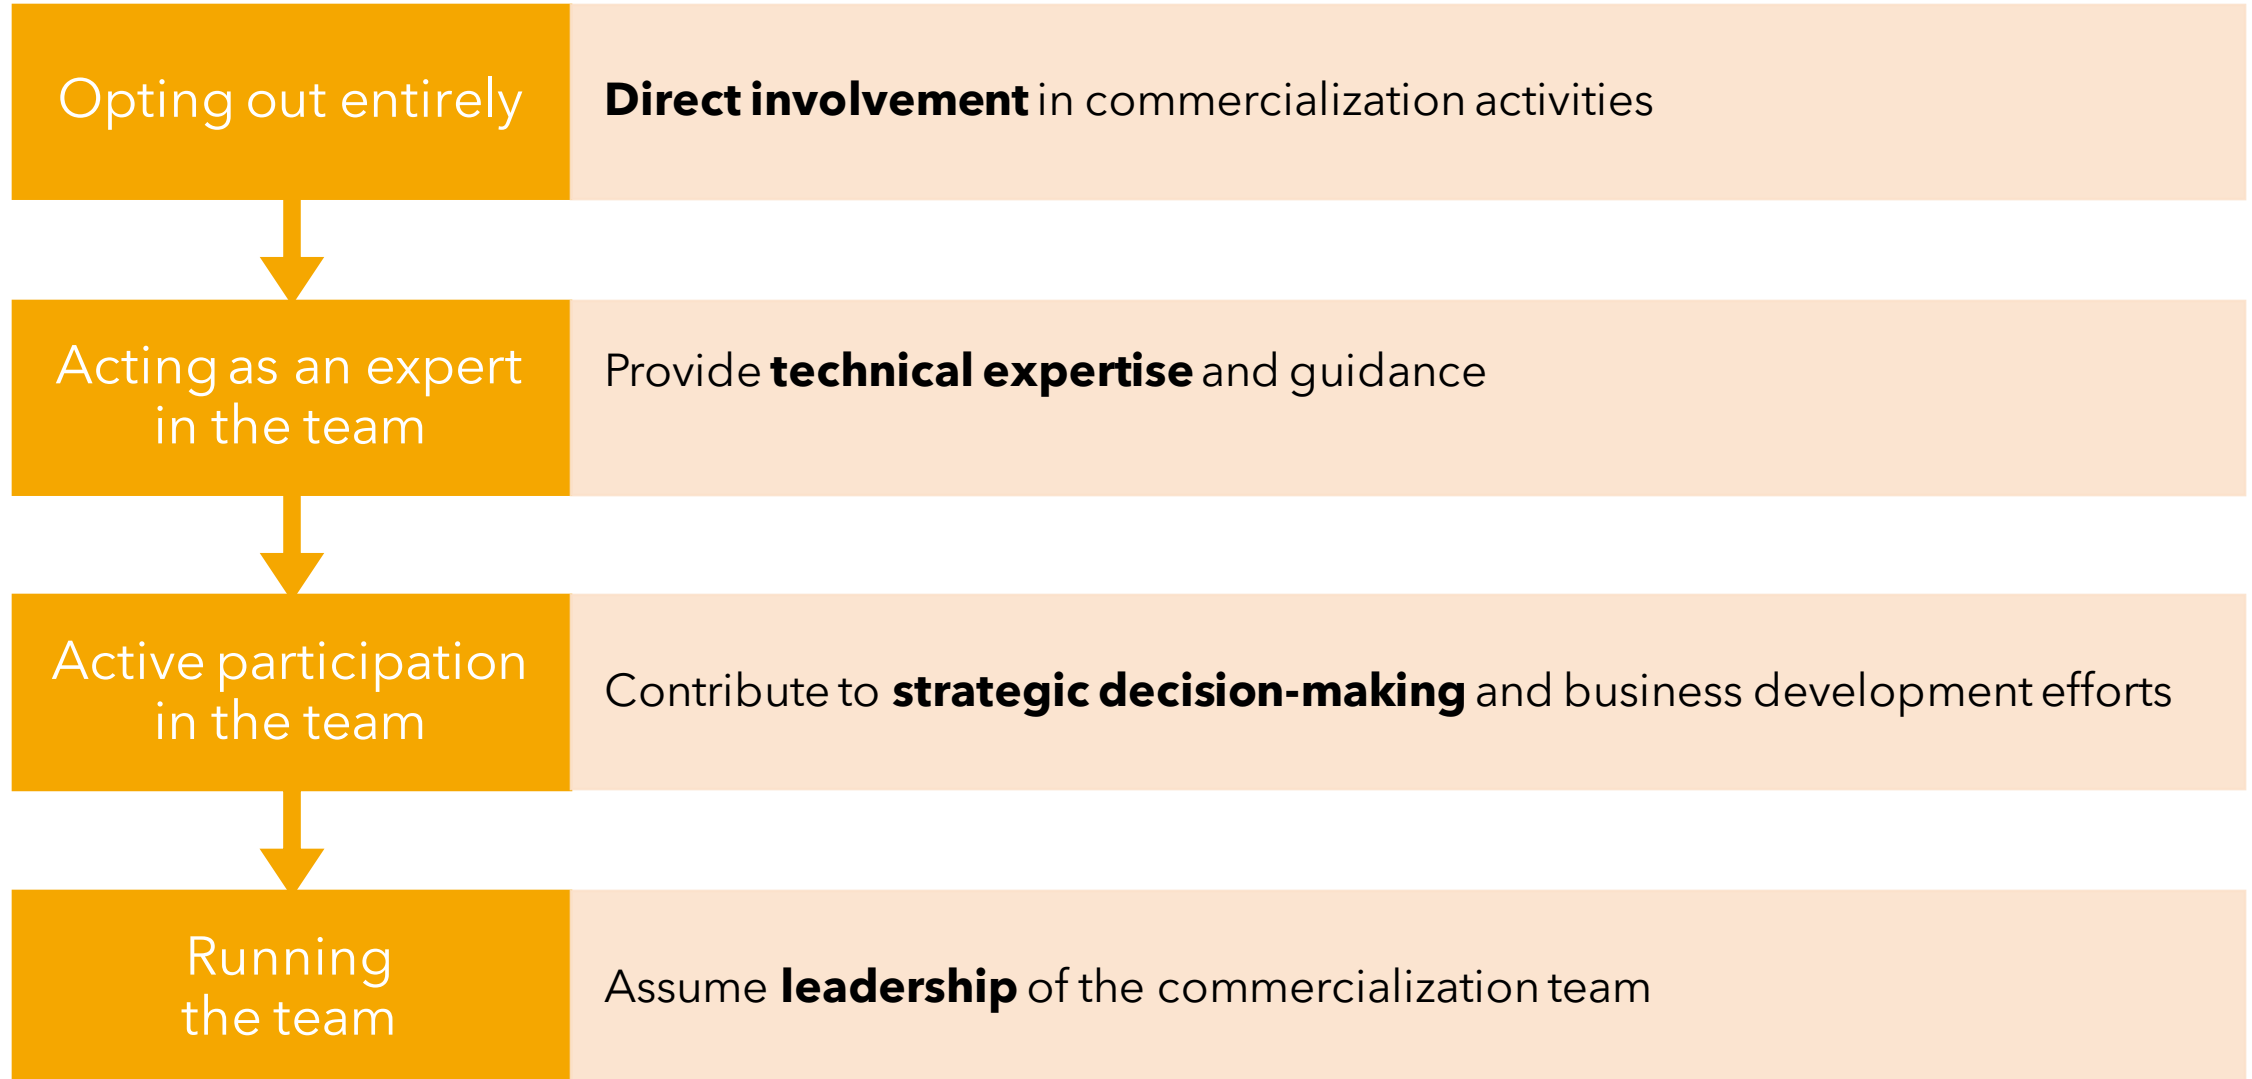 Opting out entirely
Direct involvement in commercialization activities
Acting as an expert
in the team
Provide technical expertise and guidance
Active participation
in the team
Contribute to strategic decision-making and business development efforts
Running
the team
Assume leadership of the commercialization team